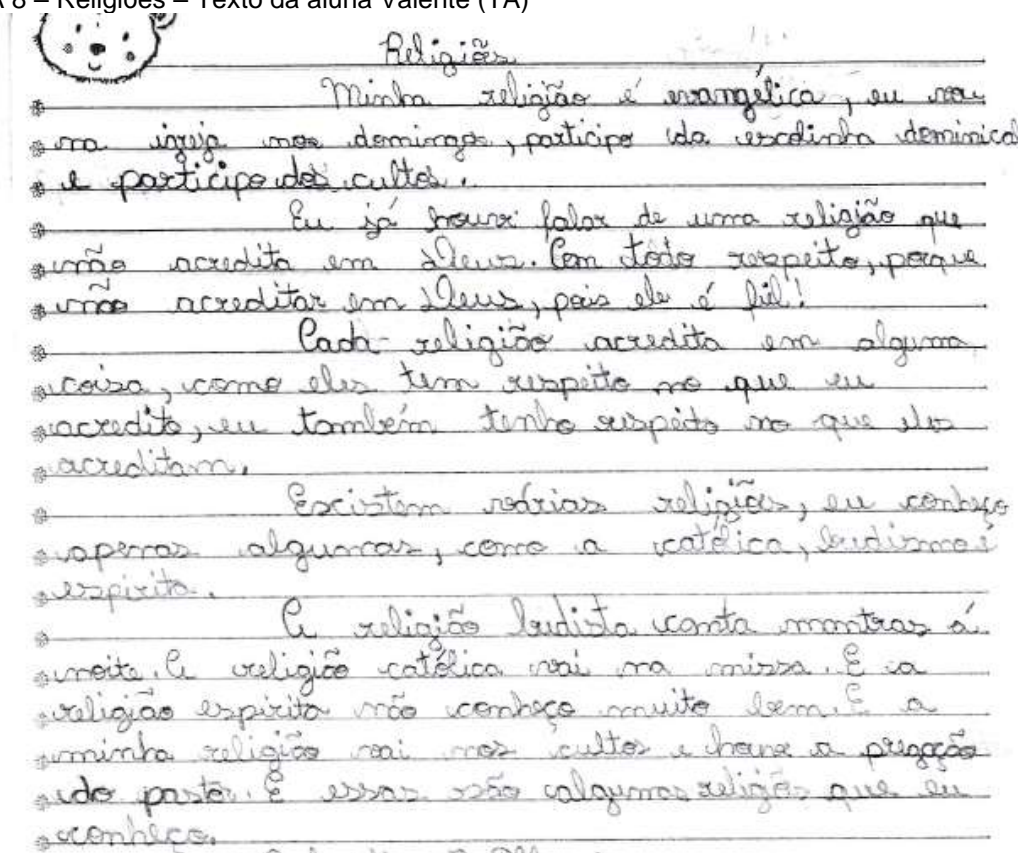 A 8 – Religiões – Texto da aluna Valente (TA)
Religiões
Minha religião é evangélica, eu vou
na igreja nos domingos, participo da escolinha dominical
e participo dos cultos.
Eu já houvi falar de uma religião que
não acredita em Deus. Com todo respeito, porque
não acreditar em Deus, pois ele é fiél!
Cada religião acredita em alguma
coisa, como eles tem respeito no que eu
acredito, eu também tenho respeito no que eles
acreditam.
Escistem várias religiões, eu conheço
apenas algumas, como a católica, budismo e
espirita.
A religião budista canta mantras á
noite. A religião católica vai na missa. E a
religião espirita não conheço muito bem. E a
minha religião vai nos cultos e houve a pregação
do pastor. E essas são algumas religiões que eu
conheço.